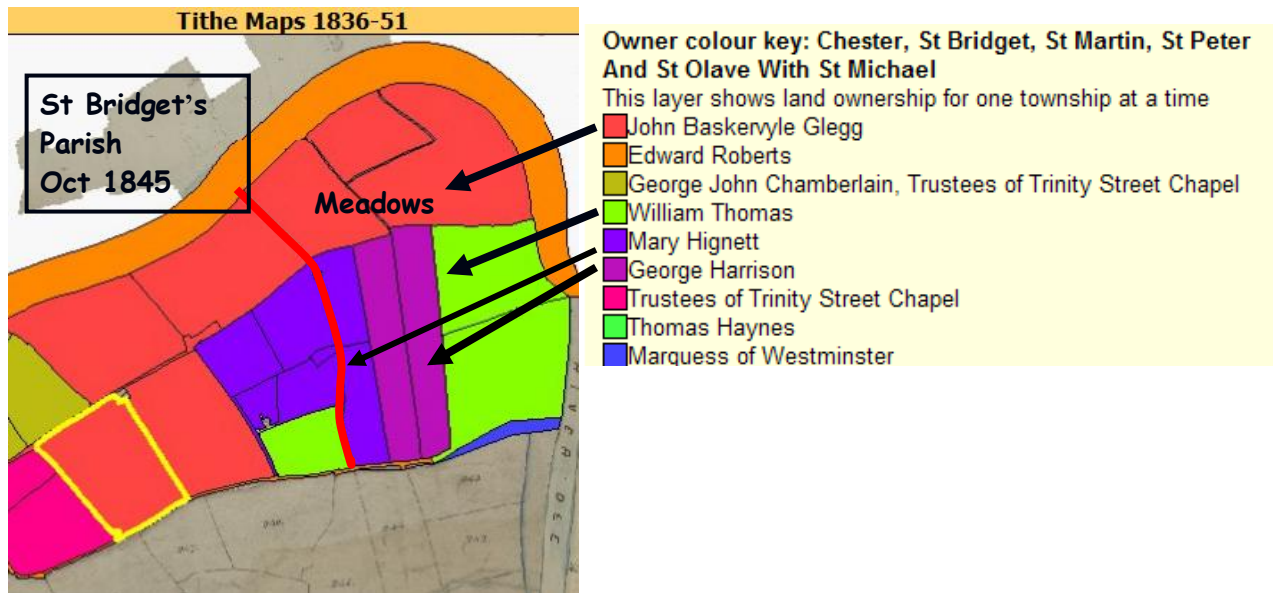 Tithe Maps 1836-51
St Bridget’s
Parish
Oct 1845
Meadows
RIVER DEE
Owner colour key: Chester, St Bridget, St Martin, St Peter
And St Olave With St Michael
This layer shows land ownership for one township at a time
John Baskervyle Glegg
Edward Roberts
George John Chamberlain, Trustees of Trinity Street Chapel
William Thomas
Mary Hignett
George Harrison
Trustees of Trinity Street Chapel
Thomas Haynes
Marquess of Westminster